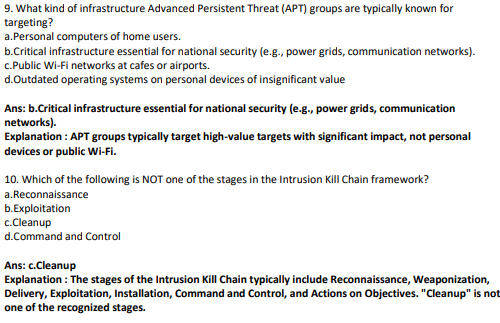 9. What kind of infrastructure Advanced Persistent Threat (APT) groups are typically known for
targeting?
a.Personal computers of home users.
b.Critical infrastructure essential for national security (e.g., power grids, communication networks).
c.Public Wi-Fi networks at cafes or airports.
d.Outdated operating systems on personal devices of insignificant value
Ans: b.Critical infrastructure essential for national security (e.g., power grids, communication
networks).
Explanation : APT groups typically target high-value targets with significant impact, not personal
devices or public Wi-Fi.
10. Which of the following is NOT one of the stages in the Intrusion Kill Chain framework?
a.Reconnaissance
b.Exploitation
c.Cleanup
d.Command and Control
Ans: c.Cleanup
Explanation : The stages of the Intrusion Kill Chain typically include Reconnaissance, Weaponization,
Delivery, Exploitation, Installation, Command and Control, and Actions on Objectives. "Cleanup" is not
one of the recognized stages.